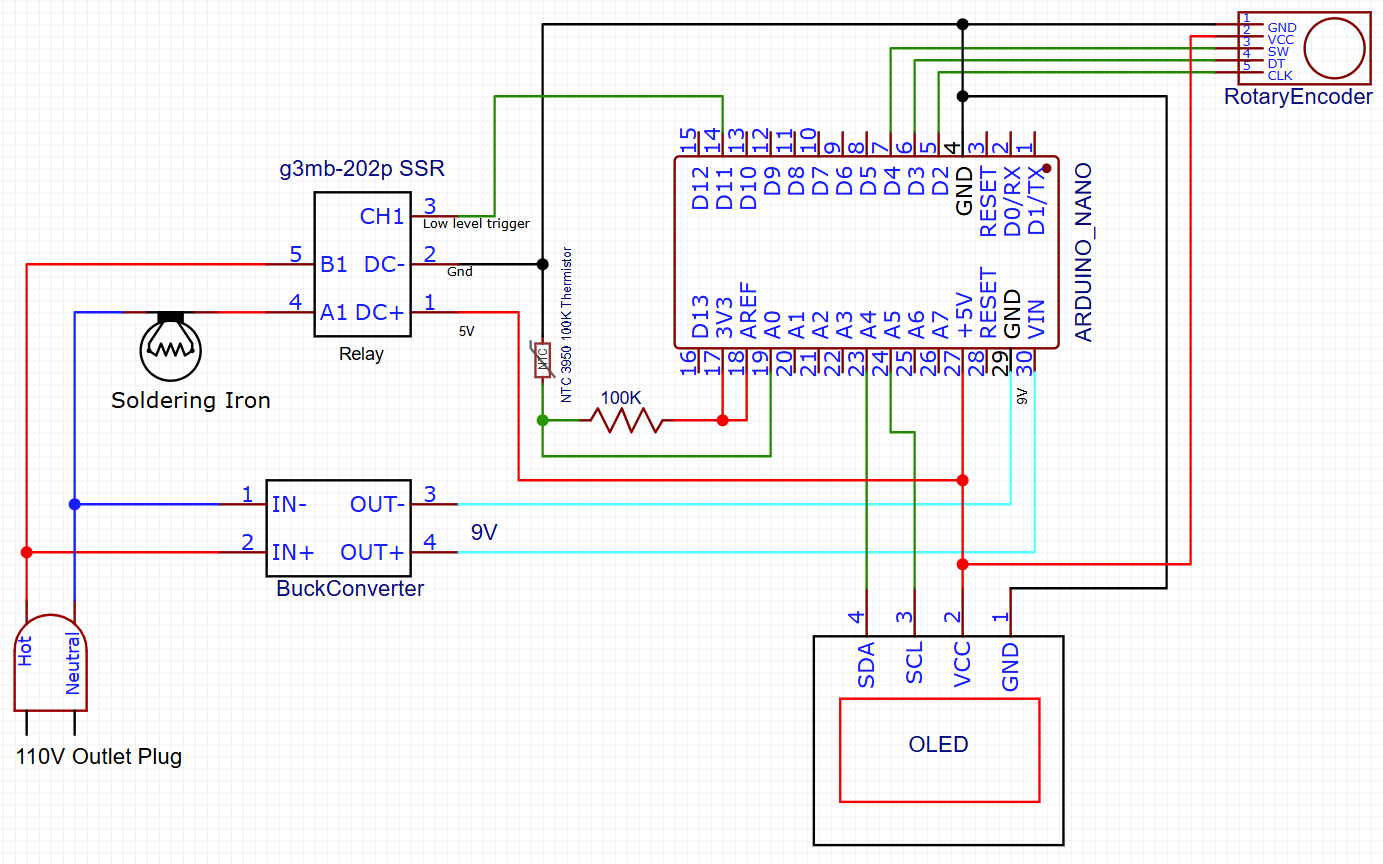 1
2
3
4
5
GND
VCC
SW
DT
CLK
RotaryEncoder
g3mb-202p SSR
CH1
3
Low level trigger
5
B1
DC-
2
Gnd
4
A1
DC+
1
5V
Relay
Soldering Iron
NTC
NTC 3950 100K Thermistor
100K
15
14
13
12
11
10
9
8
7
6
5
4
3
2
1
D12
D11
D10
D9
D8
D7
D6
D5
D4
D3
D2
GND
RESET
D0/RX
D1/TX
ARDUINO_NANO
D13
3V3
AREF
A0
A1
A2
A3
A4
A5
A6
A7
+5V
RESET
GND
VIN
16
17
18
19
20
21
22
23
24
25
26
27
28
29
30
9V
1
IN-
OUT-
3
2
IN+
OUT+
4
9V
BuckConverter
Hot
Neutral
110V Outlet Plug
4
3
2
1
SDA
SCL
VCC
GND
OLED